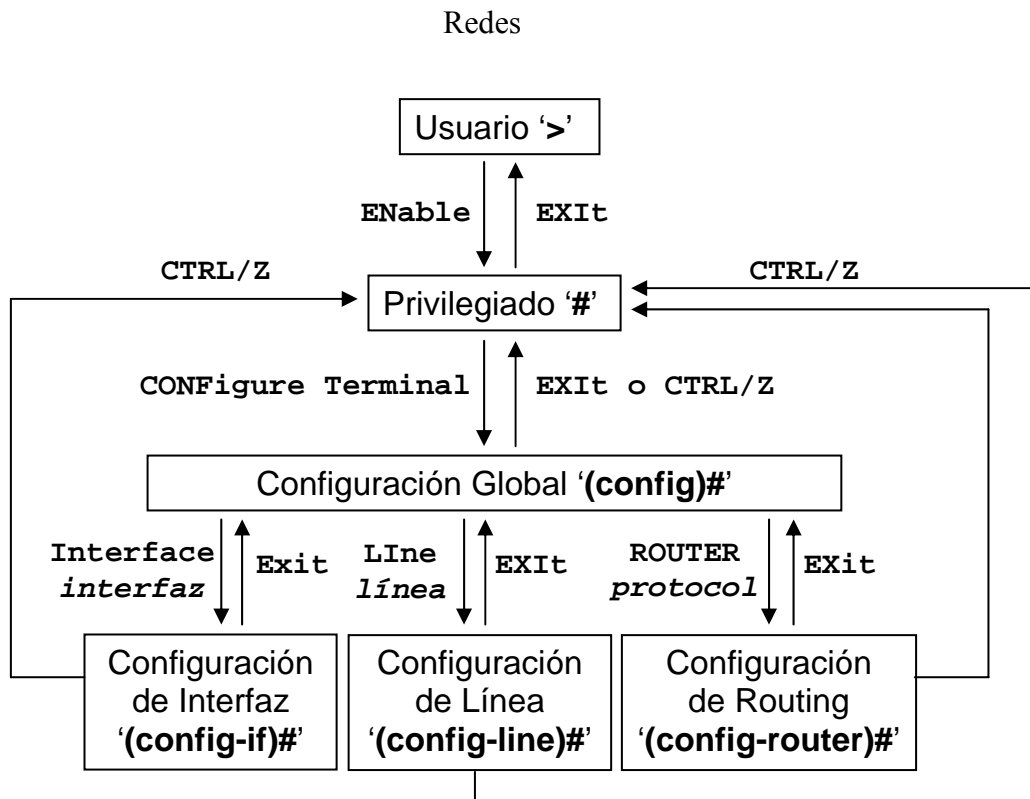 Redes
Usuario ‘>’
ENable
EXIt
CTRL/Z
CTRL/Z
Privilegiado ‘#’
CONFigure Terminal
EXIt o CTRL/Z
Configuración Global ‘(config)#’
Interface
interfaz
Exit
LIne
línea
EXIt
ROUTER
protocol
EXit
Configuración
de Interfaz
‘(config-if)#’
Configuración
de Línea
‘(config-line)#’
Configuración
de Routing
‘(config-router)#’